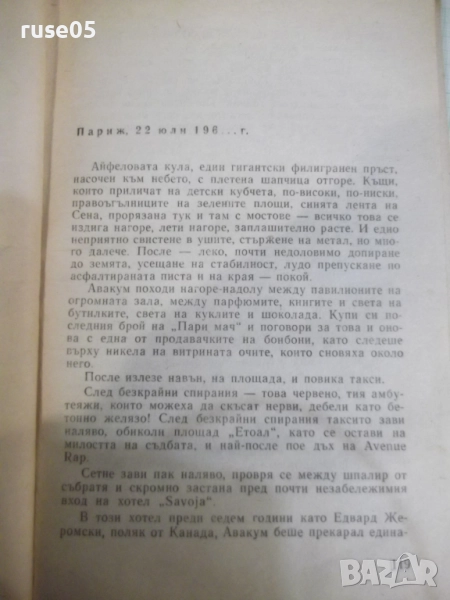 ruse05
Париж, 22 юли 196...г.
Айфеловата кула, един гигантски филигранен пръст,
насочен към небето, с плетена шапчица отгоре. Къщи,
които приличат на детски кубчета, по-високи, по-ниски,
правоъгълниците на зелените площи, синята лента на
Сена, прорязана тук и там с мостове — всичко това се
издига нагоре, лети нагоре, заплашително расте. И едно
неприятно свистене в ушите, стържене на метал, но мно-
го далече. После — леко, почти недоловимо допиране
до земята, усещане на стабилност, лудо препускане по
асфалтираната писта и на края — покой.
Авакум походи нагоре-надолу между павилионите на
огромната зала, между парфюмите, книгите и света на
бутилките, света на куклите и шоколада. Купи си по-
следния брой на „Пари мач" и поговори за това и оно-
ва с една от продавачките на бонбони, като следеше
върху никела на витрината очите, които сновяха около
него.
После излезе навън, на площада, и повика такси.
След безкрайни спирания — това червено, тия амбу-
теяжи, които можеха да скъсат нерви, дебели като бе-
тонно желязо! След безкрайни спирания таксито зави
наляво, обиколи площад „Етоал", като се остави на
милостта на съдбата, и най-после пое дъх на Avenue
Rap.
Сетне зави пак наляво, провря се между шпалир от
събратя и скромно застана пред почти незабележимия
вход на хотел „Savoja".
В този хотел преди седем години като Едвард Же-
ромски, поляк от Канада, Авакум беше прекарал едина-
BAZAR
bg